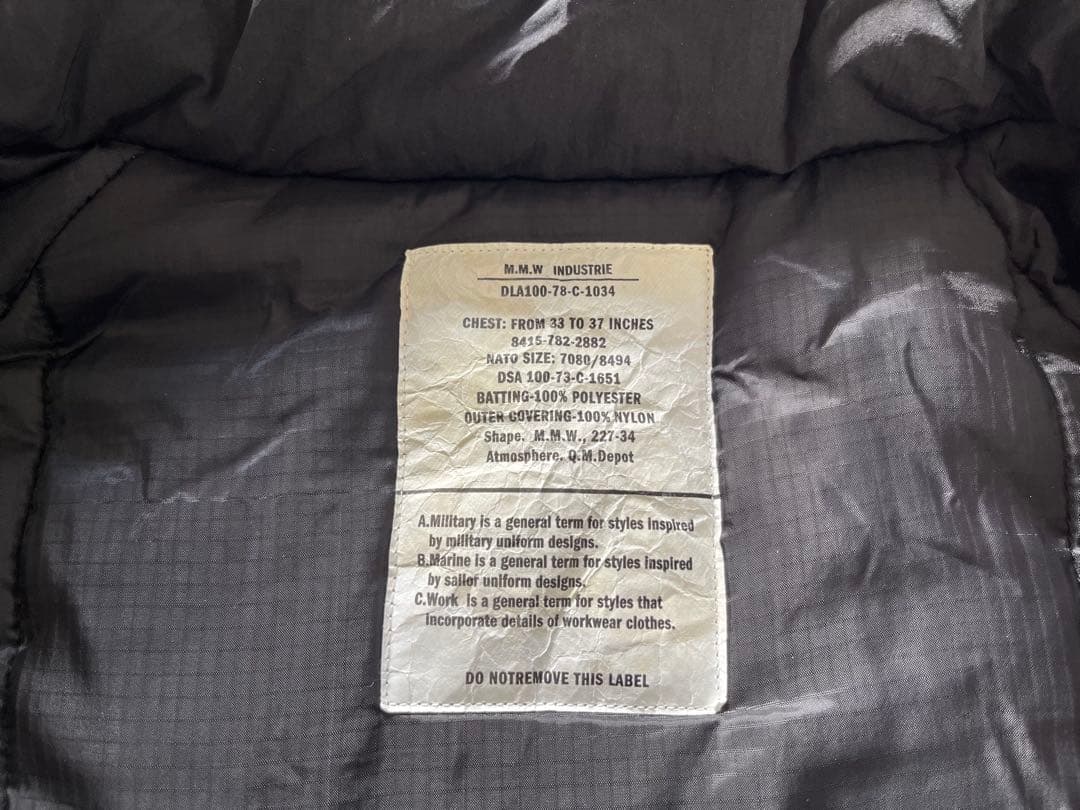 M.M.W INDUSTRIE
DLA100-78-C-1034
CHEST: FROM 33 TO 37 INCHES
8415-782-2882
NATO SIZE: 7080/8494
DSA 100-73-C-1651
BATTING-100% POLYESTER
OUTER COVERING-100% NYLON
Shape. M.M.W., 227-34
Atmosphere. Q.M.Depot
A.Military is a general term for styles inspired
by military uniform designs.
B.Marine is a general term for styles inspired
by sailor uniform designs.
C.Work is a general term for styles that
incorporate details of workwear clothes.
DO NOTREMOVE THIS LABEL